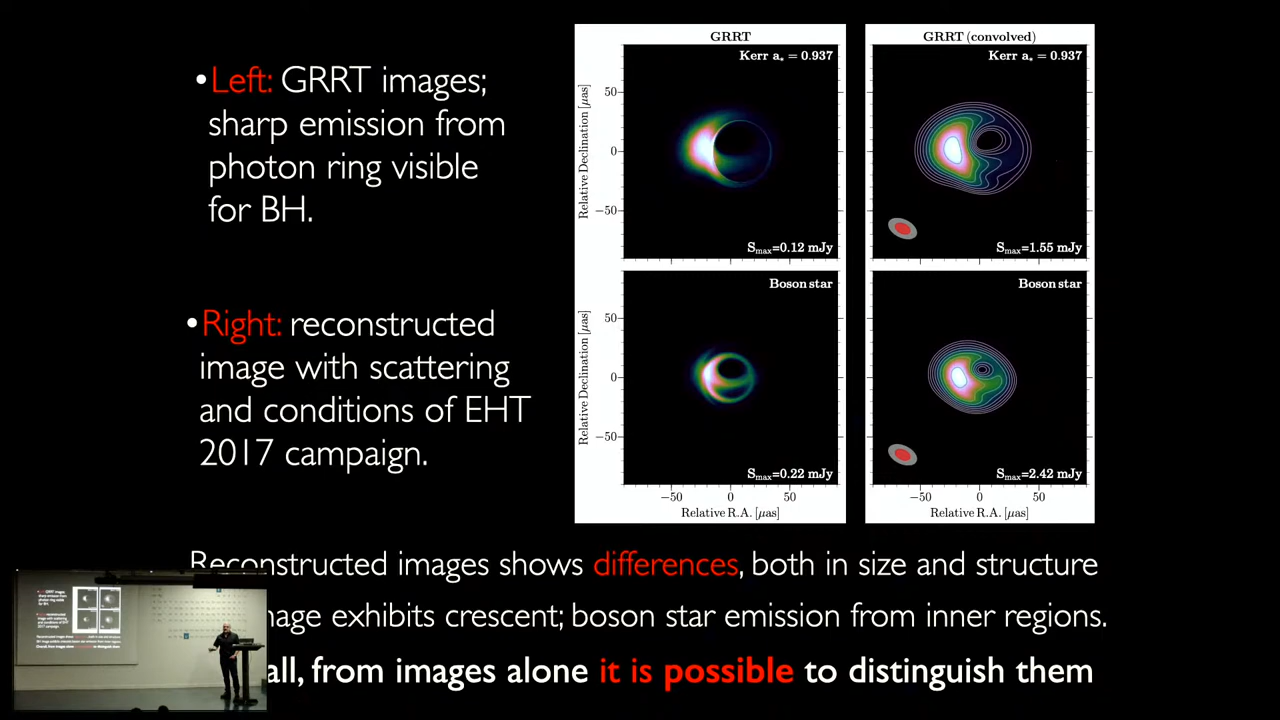 •Left: GRRT images;
sharp emission from
photon ring visible
for BH.
•Right: reconstructed
image with scattering
and conditions of EHT
2017 campaign.
GRRT
Kerr a* = 0.937
Relative Declination [μas]
50
0
−50
Smax=0.12 mJy
GRRT (convolved)
Kerr a* = 0.937
Smax=1.55 mJy
Boson star
Relative Declination [μas]
50
0
−50
Smax=0.22 mJy
−50 0 50
Relative R.A. [μas]
Boson star
Smax=2.42 mJy
−50 0 50
Relative R.A. [μas]
Reconstructed images shows differences, both in size and structure
exhibits crescent; boson star emission from inner regions.
from images alone it is possible to distinguish them